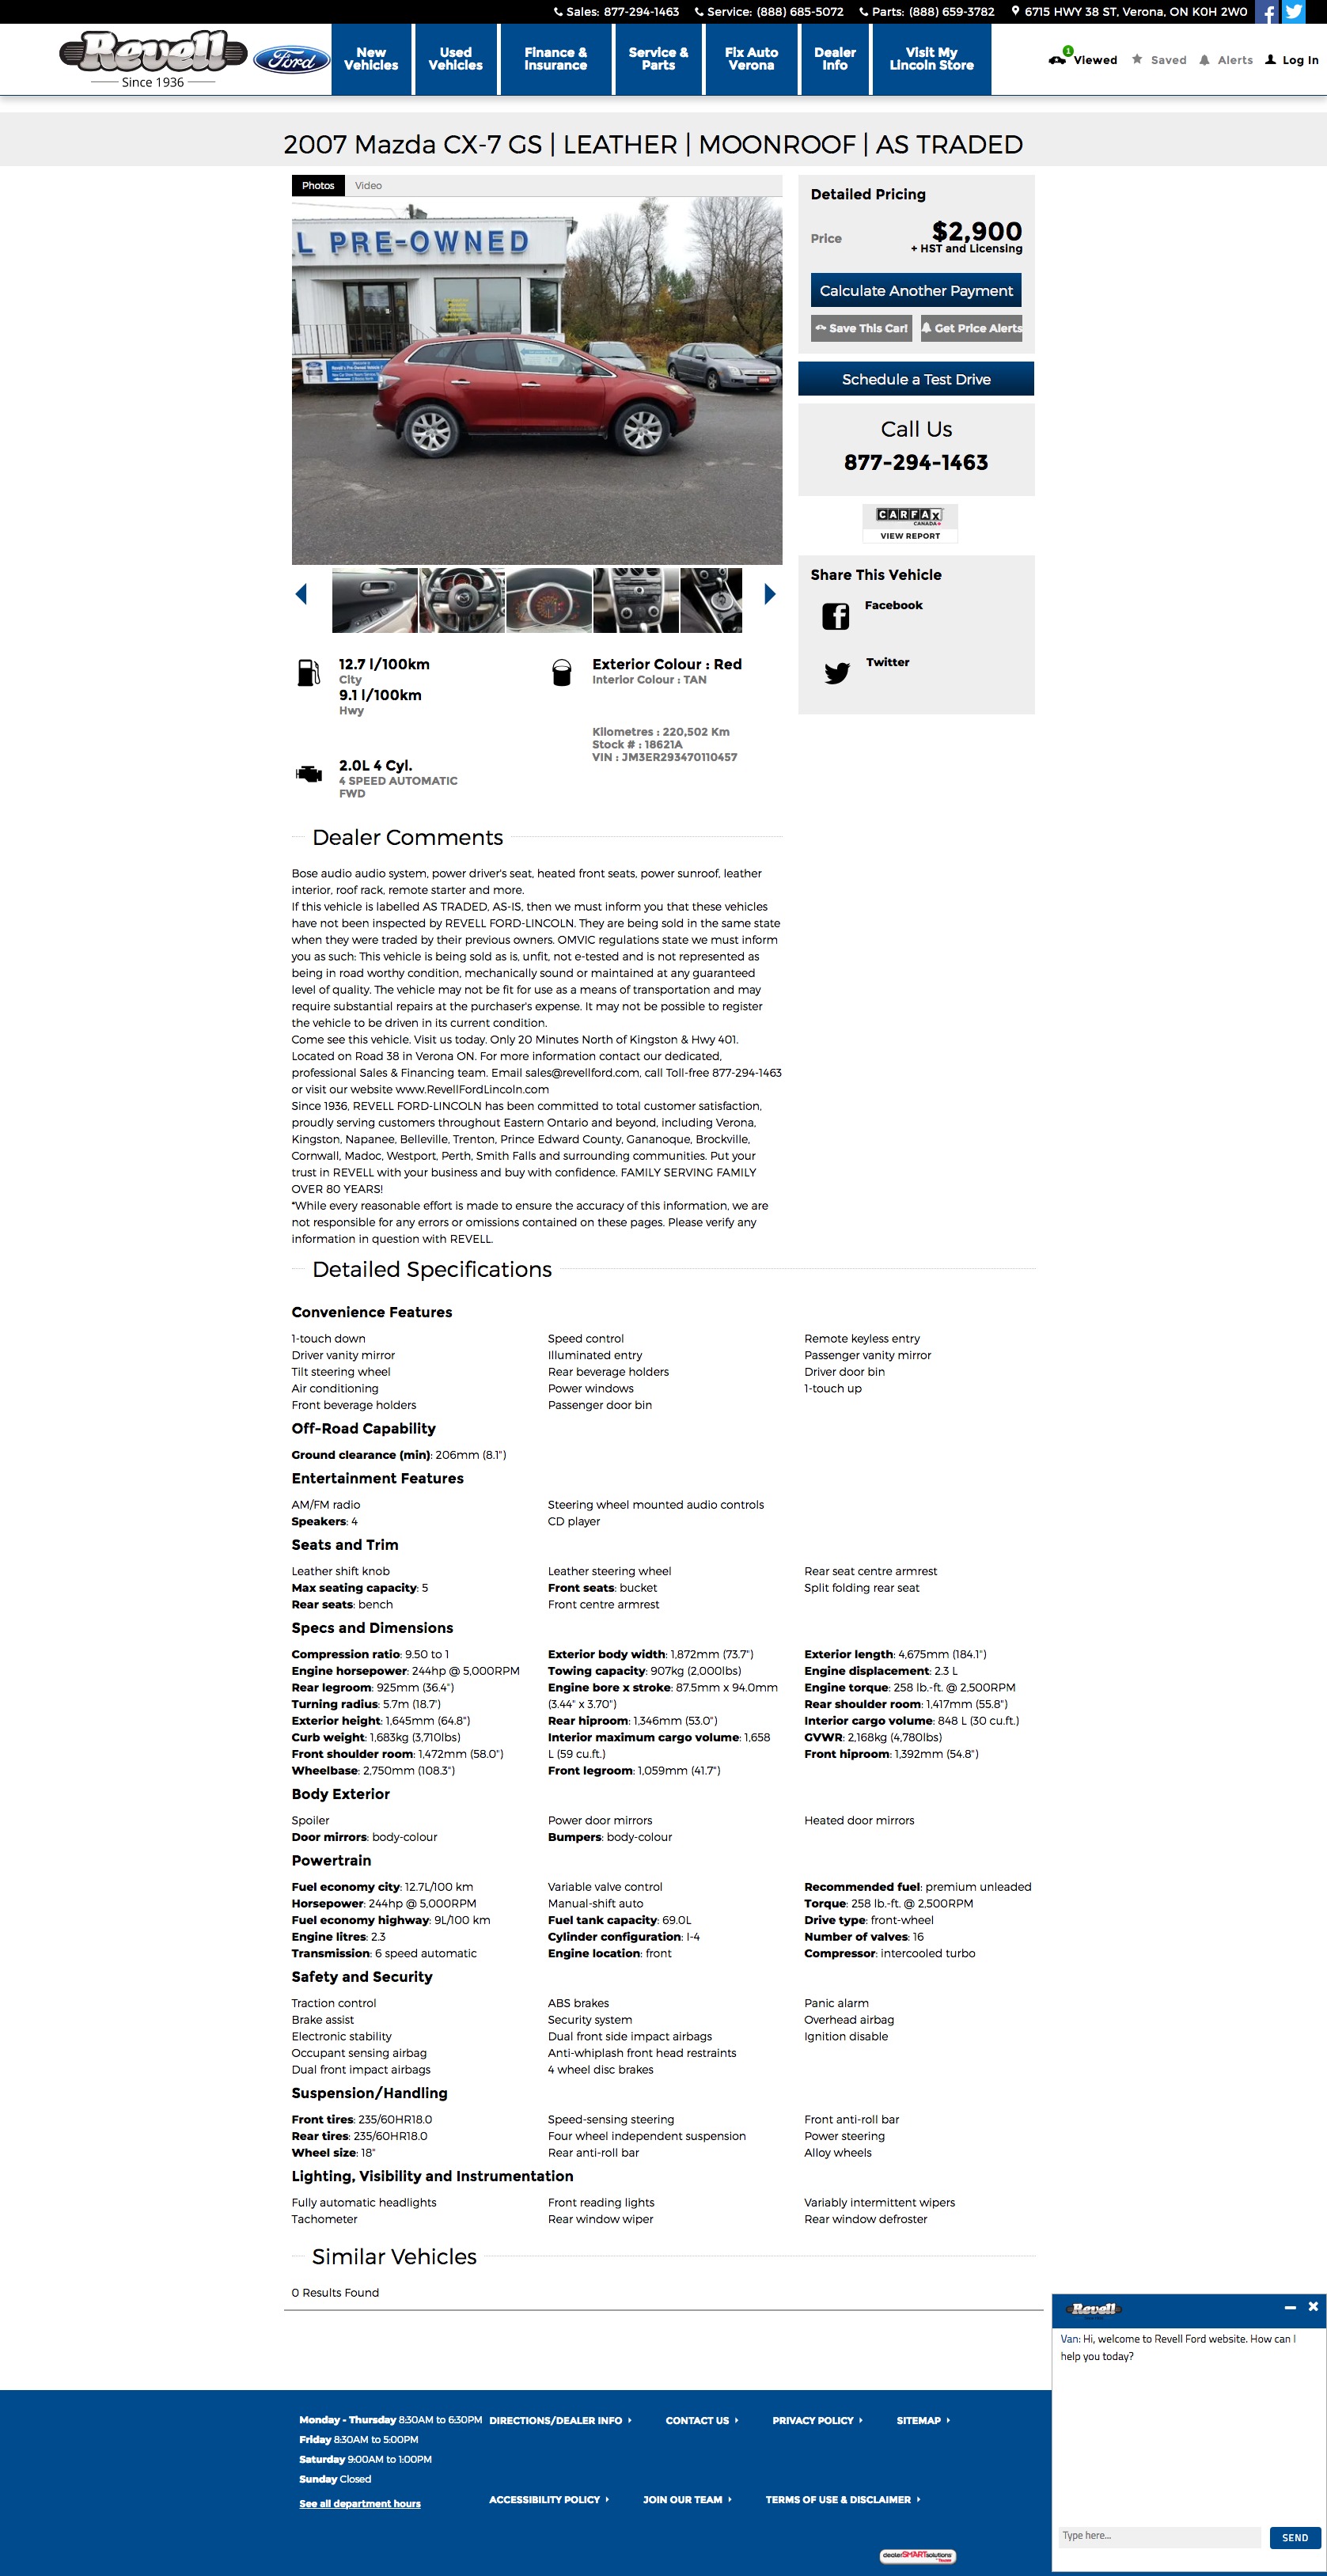 Sales: 877-294-1463 Service: (888) 685-5072 Parts: (888) 659-3782 6715 HWY 38 ST, Verona, ON K0H 2W0
Revell
Since 1936
Ford
New Vehicles
Used Vehicles
Finance & Insurance
Service & Parts
Fix Auto Verona
Dealer Info
Visit My Lincoln Store
1
Viewed Saved Alerts Log In
2007 Mazda CX-7 GS | LEATHER | MOONROOF | AS TRADED
Photos Video
L PRE-OWNED
Detailed Pricing
Price $2,900
+ HST and Licensing
Calculate Another Payment
Save This Car! Get Price Alerts
Schedule a Test Drive
Call Us
877-294-1463
CARFAX
CANADA
VIEW REPORT
Share This Vehicle
Facebook
Twitter
12.7 l/100km
City
9.1 l/100km
Hwy
Exterior Colour : Red
Interior Colour : TAN
Kilometres : 220,502 Km
Stock # : 18621A
VIN : JM3ER293470110457
2.0L 4 Cyl.
4 SPEED AUTOMATIC
FWD
Dealer Comments
Bose audio audio system, power driver's seat, heated front seats, power sunroof, leather
interior, roof rack, remote starter and more.
If this vehicle is labelled AS TRADED, AS-IS, then we must inform you that these vehicles
have not been inspected by REVELL FORD-LINCOLN. They are being sold in the same state
when they were traded by their previous owners. OMVIC regulations state we must inform
you as such: This vehicle is being sold as is, unfit, not e-tested and is not represented as
being in road worthy condition, mechanically sound or maintained at any guaranteed
level of quality. The vehicle may not be fit for use as a means of transportation and may
require substantial repairs at the purchaser's expense. It may not be possible to register
the vehicle to be driven in its current condition.
Come see this vehicle. Visit us today. Only 20 Minutes North of Kingston & Hwy 401.
Located on Road 38 in Verona ON. For more information contact our dedicated,
professional Sales & Financing team. Email sales@revellford.com, call Toll-free 877-294-1463
or visit our website www.RevellFordLincoln.com
Since 1936, REVELL FORD-LINCOLN has been committed to total customer satisfaction,
proudly serving customers throughout Eastern Ontario and beyond, including Verona,
Kingston, Napanee, Belleville, Trenton, Prince Edward County, Gananoque, Brockville,
Cornwall, Madoc, Westport, Perth, Smith Falls and surrounding communities. Put your
trust in REVELL with your business and buy with confidence. FAMILY SERVING FAMILY
OVER 80 YEARS!
*While every reasonable effort is made to ensure the accuracy of this information, we are
not responsible for any errors or omissions contained on these pages. Please verify any
information in question with REVELL.
Detailed Specifications
Convenience Features
1-touch down Speed control Remote keyless entry
Driver vanity mirror Illuminated entry Passenger vanity mirror
Tilt steering wheel Rear beverage holders Driver door bin
Air conditioning Power windows 1-touch up
Front beverage holders Passenger door bin
Off-Road Capability
Ground clearance (min): 206mm (8.1")
Entertainment Features
AM/FM radio Steering wheel mounted audio controls
Speakers: 4 CD player
Seats and Trim
Leather shift knob Leather steering wheel Rear seat centre armrest
Max seating capacity: 5 Front seats: bucket Split folding rear seat
Rear seats: bench Front centre armrest
Specs and Dimensions
Compression ratio: 9.50 to 1 Exterior body width: 1,872mm (73.7") Exterior length: 4,675mm (184.1")
Engine horsepower: 244hp @ 5,000RPM Towing capacity: 907kg (2,000lbs) Engine displacement: 2.3 L
Rear legroom: 925mm (36.4") Engine bore x stroke: 87.5mm x 94.0mm Engine torque: 258 lb.-ft. @ 2,500RPM
Turning radius: 5.7m (18.7') (3.44" x 3.70") Rear shoulder room: 1,417mm (55.8")
Exterior height: 1,645mm (64.8") Rear hiproom: 1,346mm (53.0") Interior cargo volume: 848 L (30 cu.ft.)
Curb weight: 1,683kg (3,710lbs) Interior maximum cargo volume: 1,658 GVWR: 2,168kg (4,780lbs)
Front shoulder room: 1,472mm (58.0") L (59 cu.ft.) Front hiproom: 1,392mm (54.8")
Wheelbase: 2,750mm (108.3") Front legroom: 1,059mm (41.7")
Body Exterior
Spoiler Power door mirrors Heated door mirrors
Door mirrors: body-colour Bumpers: body-colour
Powertrain
Fuel economy city: 12.7L/100 km Variable valve control Recommended fuel: premium unleaded
Horsepower: 244hp @ 5,000RPM Manual-shift auto Torque: 258 lb.-ft. @ 2,500RPM
Fuel economy highway: 9L/100 km Fuel tank capacity: 69.0L Drive type: front-wheel
Engine litres: 2.3 Cylinder configuration: I-4 Number of valves: 16
Transmission: 6 speed automatic Engine location: front Compressor: intercooled turbo
Safety and Security
Traction control ABS brakes Panic alarm
Brake assist Security system Overhead airbag
Electronic stability Dual front side impact airbags Ignition disable
Occupant sensing airbag Anti-whiplash front head restraints
Dual front impact airbags 4 wheel disc brakes
Suspension/Handling
Front tires: 235/60HR18.0 Speed-sensing steering Front anti-roll bar
Rear tires: 235/60HR18.0 Four wheel independent suspension Power steering
Wheel size: 18" Rear anti-roll bar Alloy wheels
Lighting, Visibility and Instrumentation
Fully automatic headlights Front reading lights Variably intermittent wipers
Tachometer Rear window wiper Rear window defroster
Similar Vehicles
0 Results Found
Revell
Van: Hi, welcome to Revell Ford website. How can I
help you today?
Type here...
SEND
Monday - Thursday 8:30AM to 6:30PM
Friday 8:30AM to 5:00PM
Saturday 9:00AM to 1:00PM
Sunday Closed
See all department hours
DIRECTIONS/DEALER INFO CONTACT US PRIVACY POLICY SITEMAP
ACCESSIBILITY POLICY JOIN OUR TEAM TERMS OF USE & DISCLAIMER
dealerSMARTsolutions